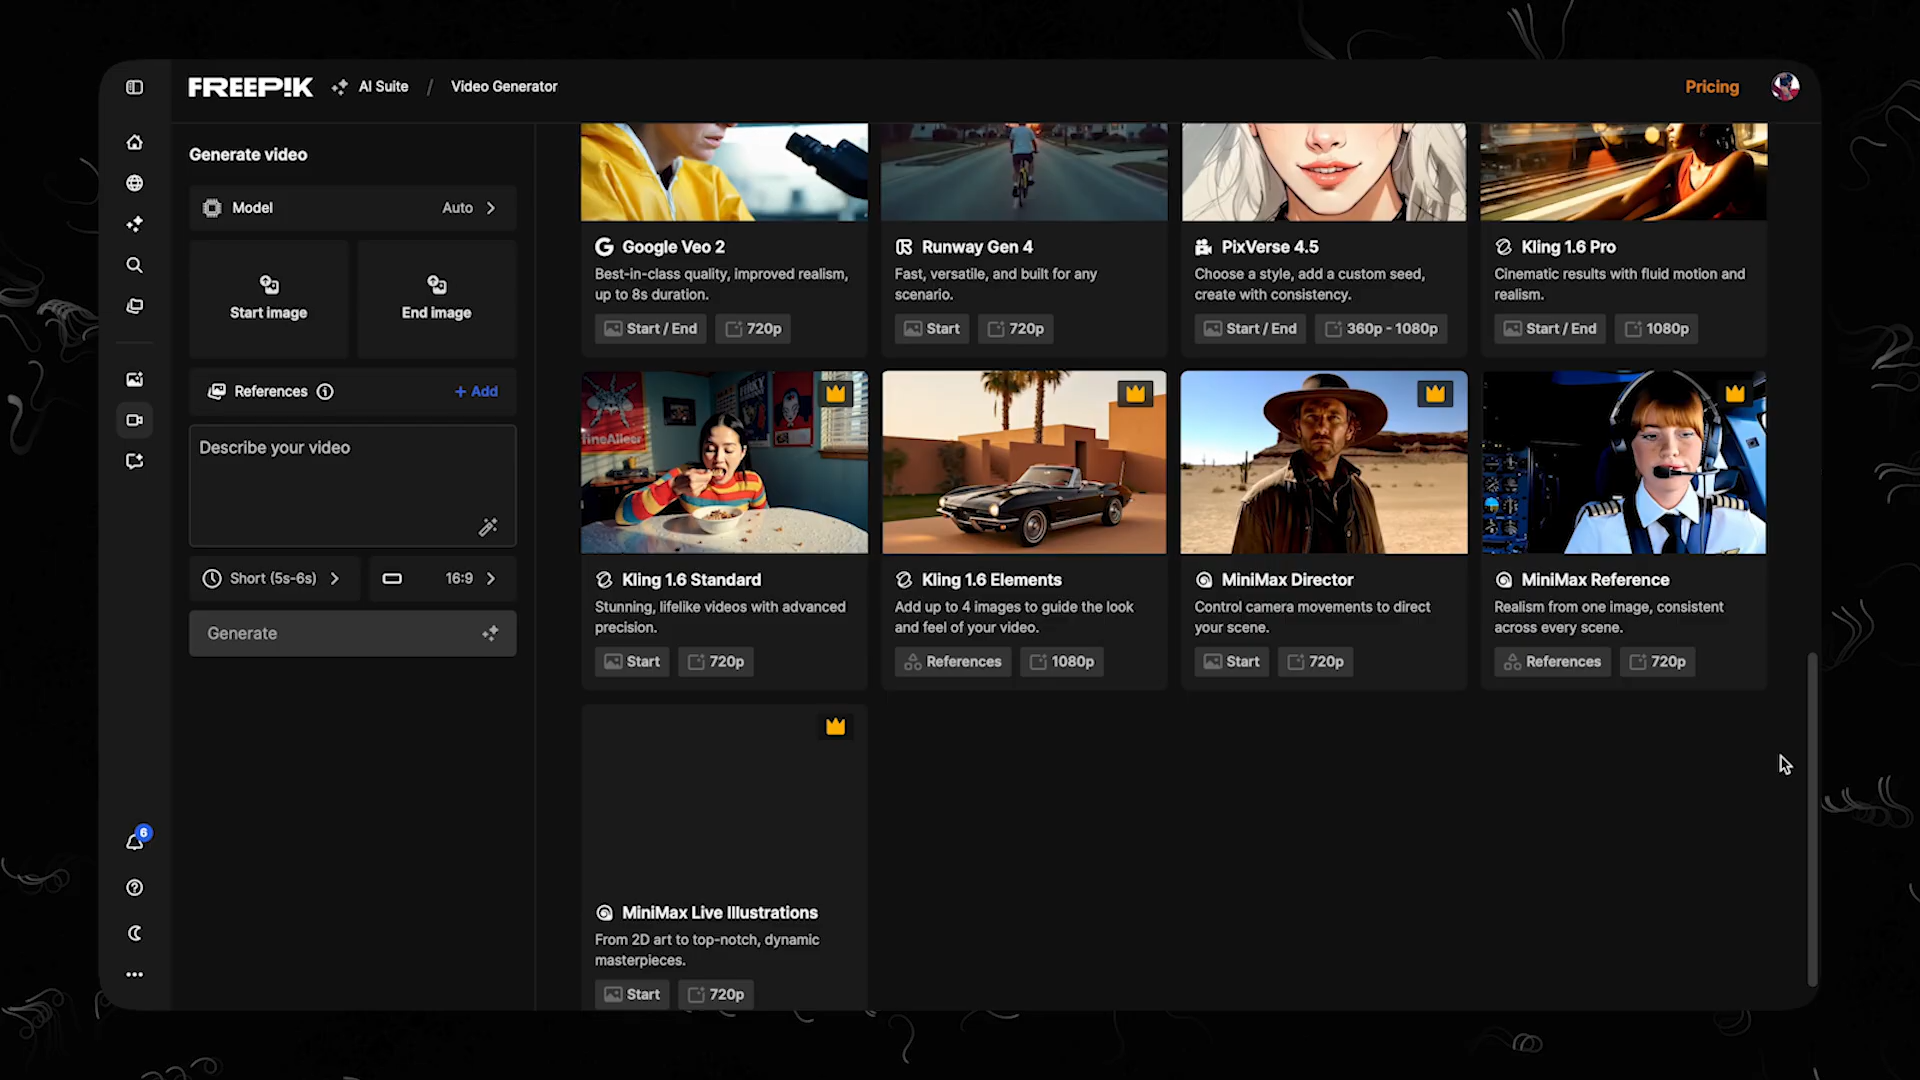 FREEP!K AI Suite / Video Generator
Pricing
Generate video
Model Auto
Start image
End image
References + Add
Describe your video
Short (5s-6s)
16:9
Generate
6
Google Veo 2
Best-in-class quality, improved realism,
up to 8s duration.
Start / End 720p
Runway Gen 4
Fast, versatile, and built for any
scenario.
Start 720p
PixVerse 4.5
Choose a style, add a custom seed,
create with consistency.
Start / End 360p - 1080p
Kling 1.6 Pro
Cinematic results with fluid motion and
realism.
Start / End 1080p
Kling 1.6 Standard
Stunning, lifelike videos with advanced
precision.
Start 720p
Kling 1.6 Elements
Add up to 4 images to guide the look
and feel of your video.
References 1080p
MiniMax Director
Control camera movements to direct
your scene.
Start 720p
MiniMax Reference
Realism from one image, consistent
across every scene.
References 720p
MiniMax Live Illustrations
From 2D art to top-notch, dynamic
masterpieces.
Start 720p